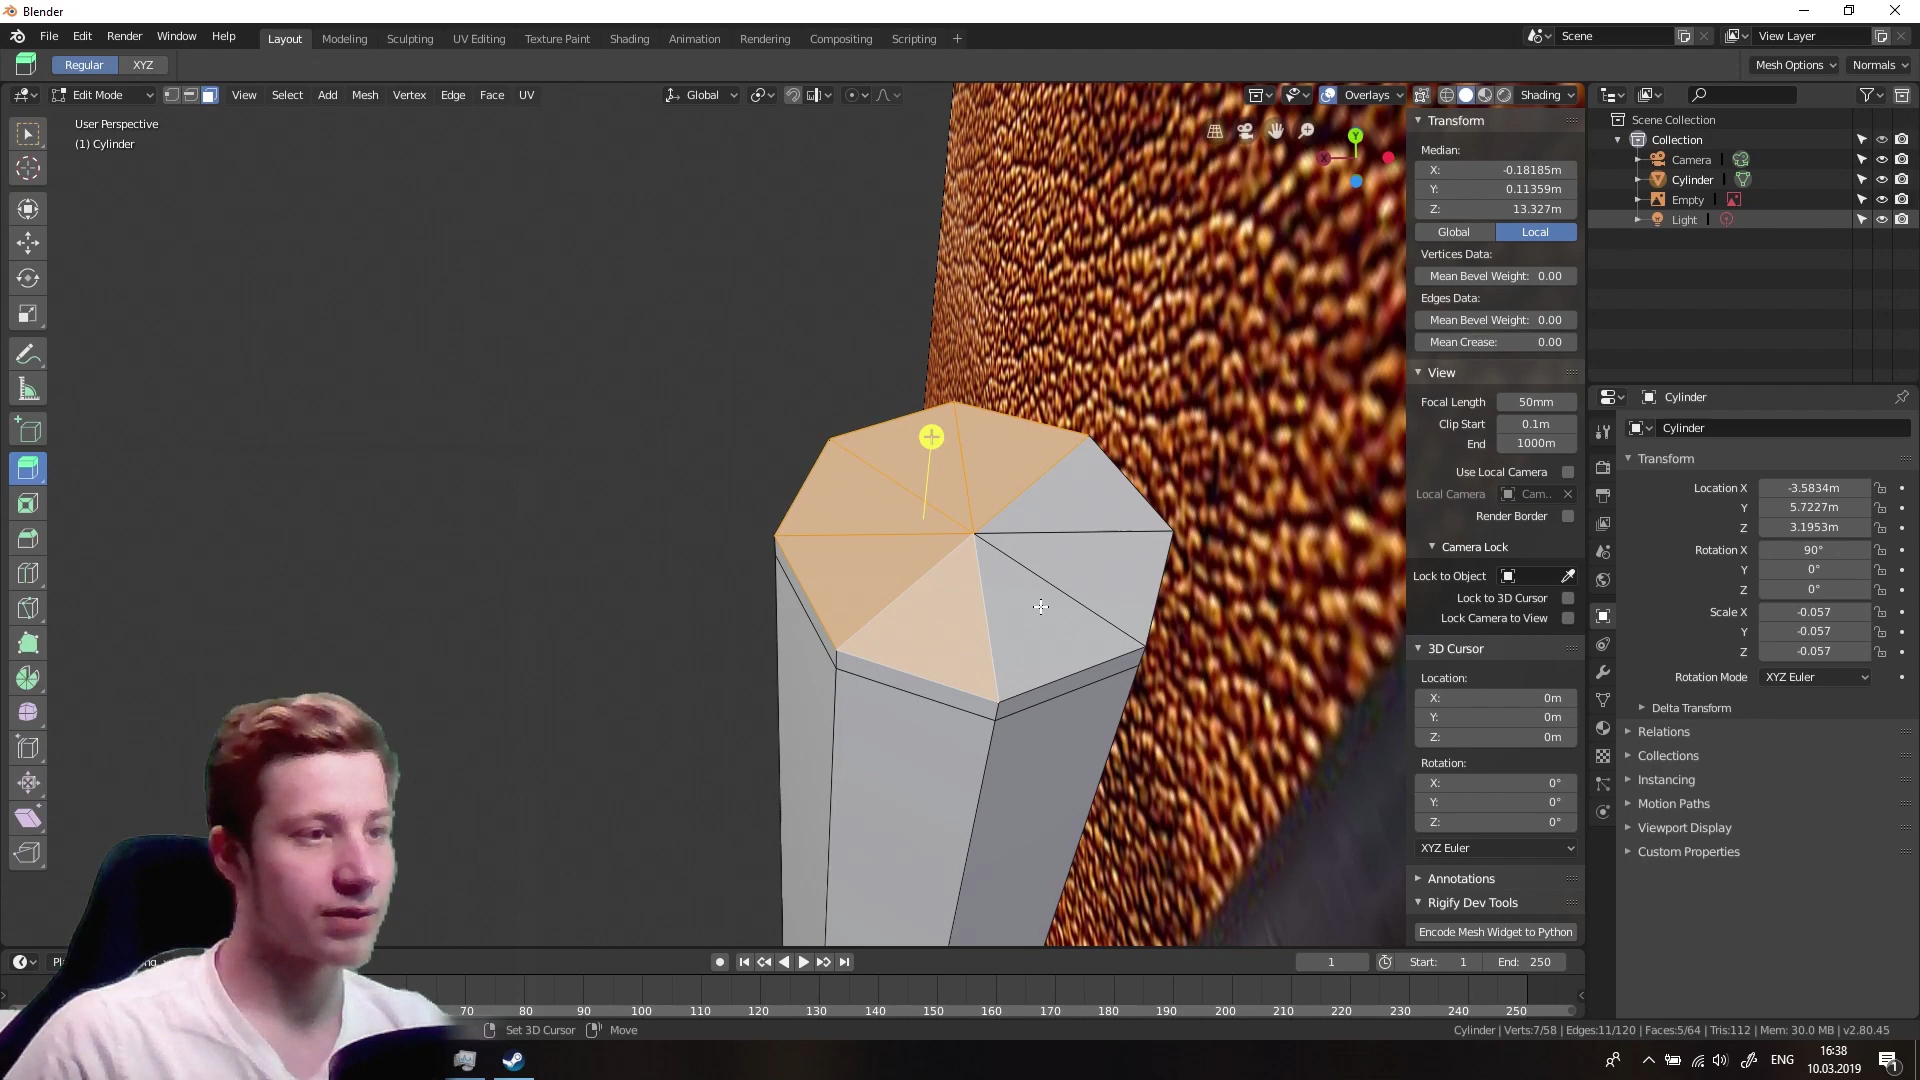 Blender
File Edit Render Window Help Layout Modeling Sculpting UV Editing Texture Paint Shading Animation Rendering Compositing Scripting Scene View Layer
Regular XYZ Mesh Options Normals
Edit Mode View Select Add Mesh Vertex Edge Face UV Global Overlays Shading
User Perspective
(1) Cylinder
Transform
Median:
X: -0.18185m
Y: 0.11359m
Z: 13.327m
Global Local
Vertices Data:
Mean Bevel Weight: 0.00
Edges Data:
Mean Bevel Weight: 0.00
Mean Crease: 0.00
View
Focal Length 50mm
Clip Start 0.1m
End 1000m
Use Local Camera
Local Camera Cam..
Render Border
Camera Lock
Lock to Object
Lock to 3D Cursor
Lock Camera to View
3D Cursor
Location:
X: 0m
Y: 0m
Z: 0m
Rotation:
X: 0°
Y: 0°
Z: 0°
XYZ Euler
Annotations
Rigify Dev Tools
Encode Mesh Widget to Python
Scene Collection
Collection
Camera
Cylinder
Empty
Light
Cylinder
Cylinder
Transform
Location X -3.5834m
Y 5.7227m
Z 3.1953m
Rotation X 90°
Y 0°
Z 0°
Scale X -0.057
Y -0.057
Z -0.057
Rotation Mode XYZ Euler
Delta Transform
Relations
Collections
Instancing
Motion Paths
Viewport Display
Custom Properties
1 Start: 1 End: 250
70 80 90 100 110 120 130 140 150 160 170 180 190 200 210 220 230 240 250
Set 3D Cursor Move Cylinder | Verts:7/58 | Edges:11/120 | Faces:5/64 | Tris:112 | Mem: 30.0 MB | v2.80.45
ENG 16:38
10.03.2019